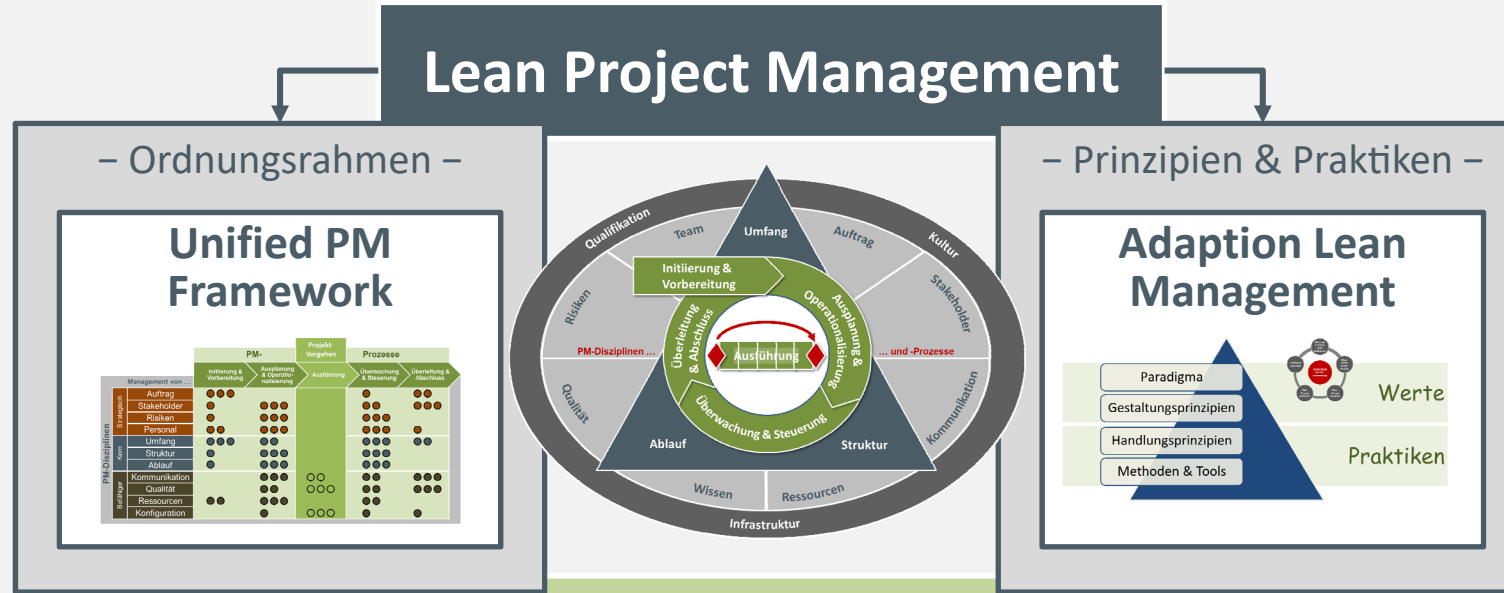 Lean Project Management
– Ordnungsrahmen –
Unified PM
Framework
PM-
Projekt-
Vorgehen
Prozesse
Management von ...
Initiierung &
Vorbereitung
Ausplanung
& Operatio-
nalisierung
Ausführung
Überwachung
& Steuerung
Überleitung &
Abschluss
PM-Disziplinen
Strategisch
Auftrag
Stakeholder
Risiken
Personal
Kern
Umfang
Struktur
Ablauf
Befähiger
Kommunikation
Qualität
Ressourcen
Konfiguration
Qualifikation
Kultur
Infrastruktur
Team
Auftrag
Risiken
Stakeholder
Qualität
Kommunikation
Wissen
Ressourcen
Umfang
Ablauf
Struktur
Initiierung &
Vorbereitung
Ausplanung &
Operationalisierung
Überwachung & Steuerung
Überleitung
& Abschluss
PM-Disziplinen ...
Ausführung
... und -Prozesse
– Prinzipien & Praktiken –
Adaption Lean
Management
Paradigma
Gestaltungsprinzipien
Handlungsprinzipien
Methoden & Tools
Werte
Praktiken